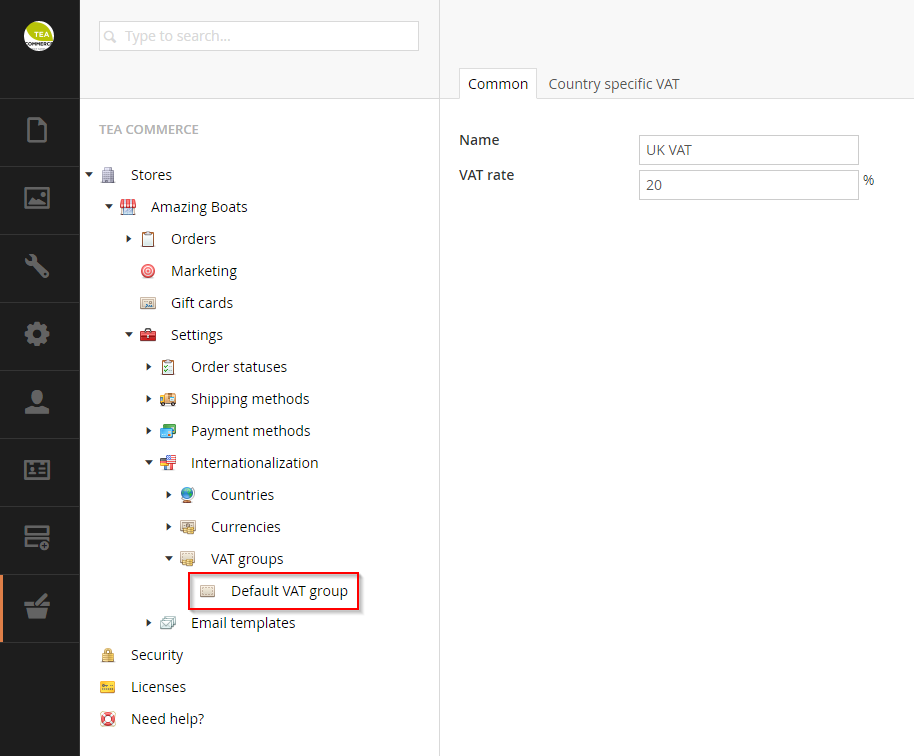 TEA
COMMERCE
Type to search...
Common
Country specific VAT
TEA COMMERCE
Name
UK VAT
VAT rate
20
%
Stores
Amazing Boats
Orders
Marketing
Gift cards
Settings
Order statuses
Shipping methods
Payment methods
Internationalization
Countries
Currencies
VAT groups
Default VAT group
Email templates
Security
Licenses
Need help?